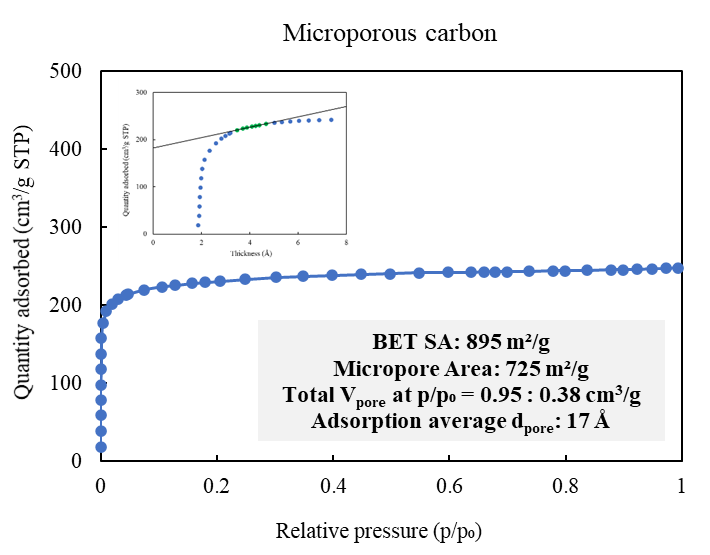 Microporous carbon
500
400
300
200
100
0
Quantity adsorbed (cm³/g STP)
300
200
100
0
Quantity adsorbed (cm³/g STP)
0 2 4 6 8
Thickness (Å)
BET SA: 895 m²/g
Micropore Area: 725 m²/g
Total Vpore at p/p₀ = 0.95 : 0.38 cm³/g
Adsorption average dpore: 17 Å
0 0.2 0.4 0.6 0.8 1
Relative pressure (p/p₀)